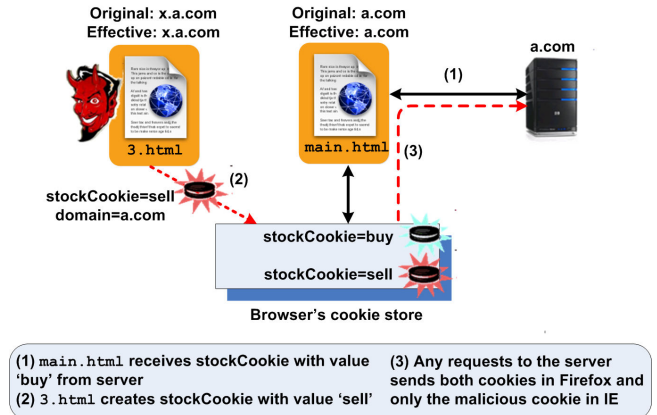 Original: x.a.com
Effective: x.a.com
Original: a.com
Effective: a.com
a.com
(1)
3.html
main.html
(3)
(2)
stockCookie=sell
domain=a.com
stockCookie=buy
stockCookie=sell
Browser's cookie store
(1) main.html receives stockCookie with value
'buy' from server
(2) 3.html creates stockCookie with value 'sell'
(3) Any requests to the server
sends both cookies in Firefox and
only the malicious cookie in IE